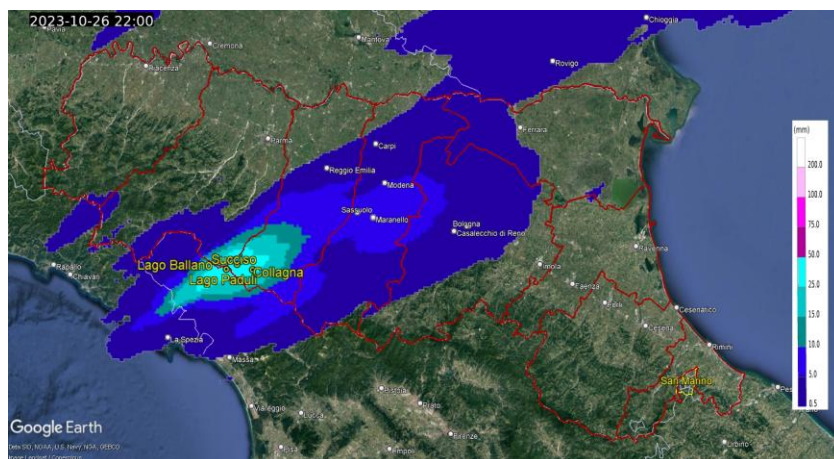 2023-10-26 22:00
Chioggia
Pavia
Cremona
Mantova
Piacenza
Rovigo
(mm)
Parma
Carpi
Ferrara
200.0
Reggio Emilia
Modena
100.0
Sassuolo
Maranello
Bologna
Casalecchio di Reno
50.0
Ravenna
Succiso
Lago Ballano
Collagna
Lago Paduli
Rapallo
Chiavari
Imola
25.0
Faenza
15.0
Forlì
Cesenatico
Cesena
10.0
La Spezia
Rimini
Massa
5.0
San Marino
Pistoia
Prato
Viareggio
Lucca
0.5
Google Earth
Firenze
Urbino
Empoli
Data SIO, NOAA, U.S. Navy, NGA, GEBCO
Image Landsat / Copernicus